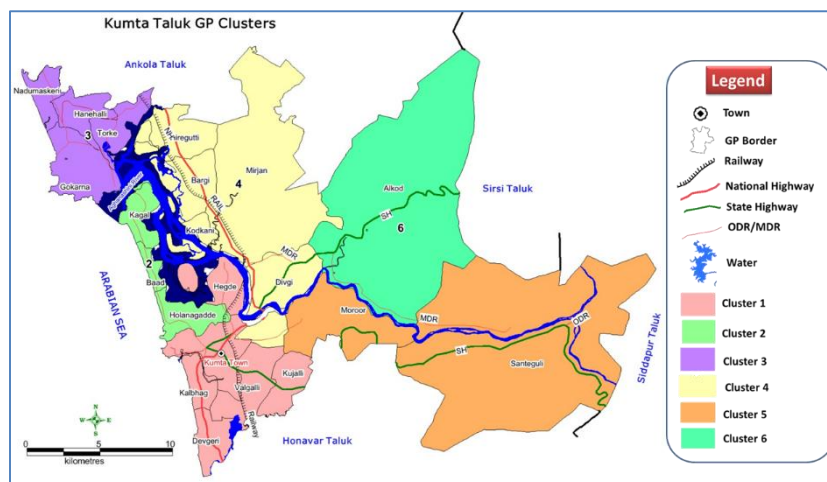 Kumta Taluk GP Clusters
Ankola Taluk
Nadumaskeri
Hanehalli
Torke
3
Gokarna
Hiregutti
NH
Bargi
Mirjan
4
RAIL
Kagal
Kodkani
MDR
2
Baad
Hegde
Divgi
Holanagadde
ARABIAN SEA
Alkod
SH
6
Sirsi Taluk
Moroor
MDR
ODR
SH
Santeguli
Siddapur Taluk
Kumta Town
Kujalli
Valgalli
Kalbhag
Railway
Devgeri
Honavar Taluk
N
W E
S
0 5 10
kilometres
Legend
Town
GP Border
Railway
National Highway
State Highway
ODR/MDR
Water
Cluster 1
Cluster 2
Cluster 3
Cluster 4
Cluster 5
Cluster 6